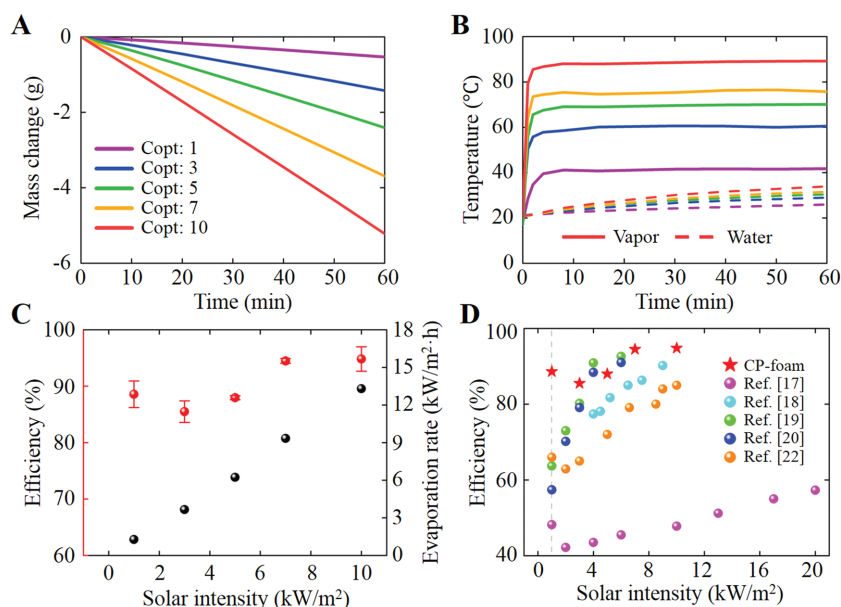 A
Mass change (g)
0
-2
-4
-6
Copt: 1
Copt: 3
Copt: 5
Copt: 7
Copt: 10
0 10 20 30 40 50 60
Time (min)
B
Temperature (℃)
100
80
60
40
20
0
Vapor Water
0 10 20 30 40 50 60
Time (min)
C
Efficiency (%)
100
90
80
70
60
18
15
12
9
6
3
0
Evaporation rate (kW/m²·h)
0 2 4 6 8 10
Solar intensity (kW/m²)
D
Efficiency (%)
100
80
60
40
CP-foam
Ref. [17]
Ref. [18]
Ref. [19]
Ref. [20]
Ref. [22]
0 4 8 12 16 20
Solar intensity (kW/m²)